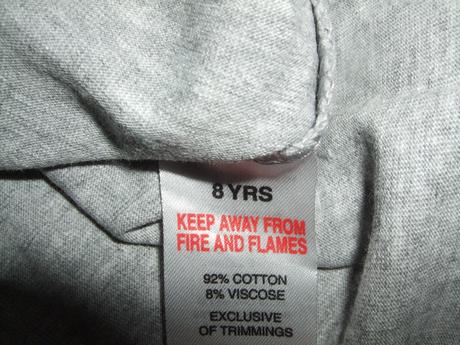 8 YRS
KEEP AWAY FROM
FIRE AND FLAMES
92% COTTON
8% VISCOSE
EXCLUSIVE
OF TRIMMINGS